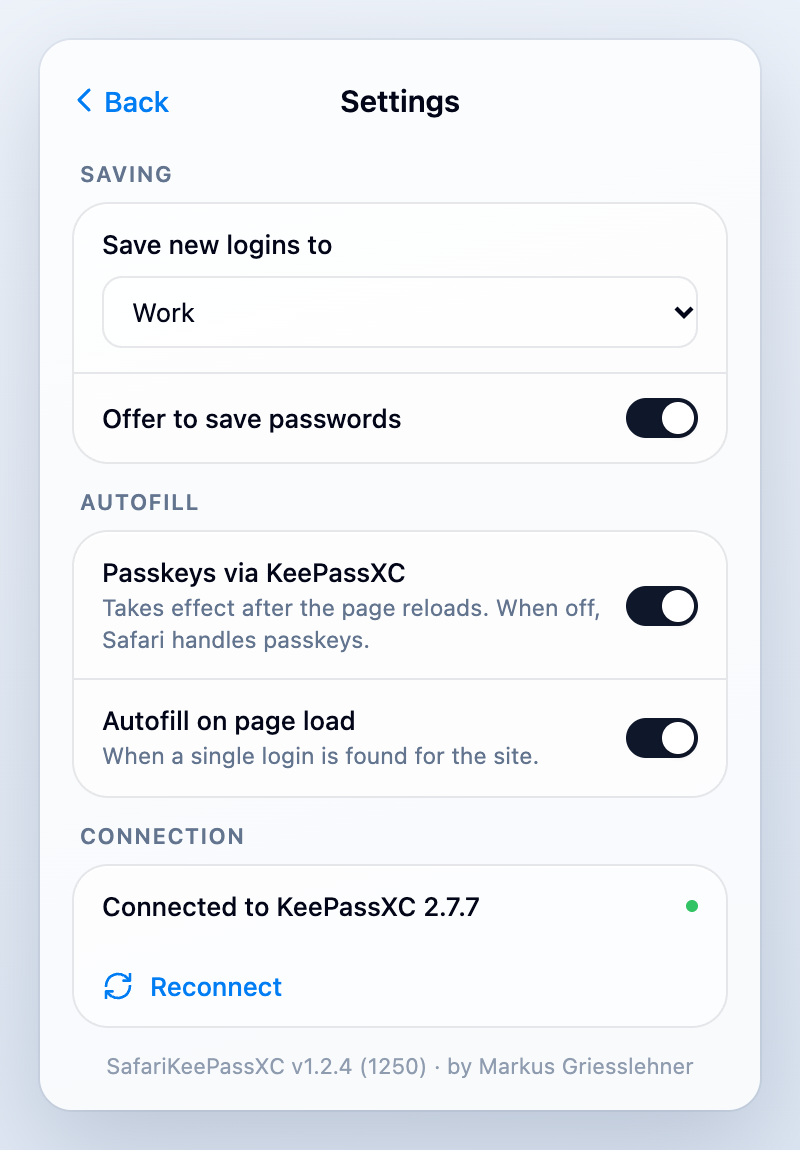 Back
Settings
SAVING
Save new logins to
Work
Offer to save passwords
AUTOFILL
Passkeys via KeePassXC
Takes effect after the page reloads. When off,
Safari handles passkeys.
Autofill on page load
When a single login is found for the site.
CONNECTION
Connected to KeePassXC 2.7.7
Reconnect
SafariKeePassXC v1.2.4 (1250) · by Markus Griesslehner